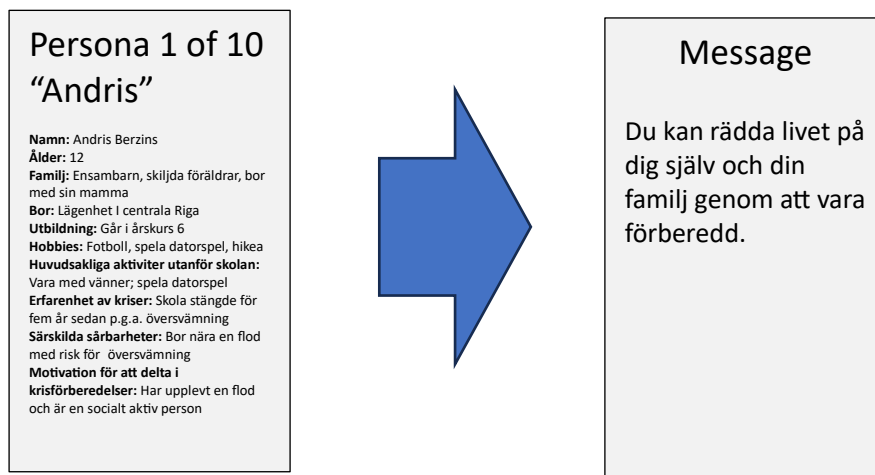 Persona 1 of 10
“Andris”
Namn: Andris Berzins
Ålder: 12
Familj: Ensambarn, skiljda föräldrar, bor
med sin mamma
Bor: Lägenhet I centrala Riga
Utbildning: Går i årskurs 6
Hobbies: Fotboll, spela datorspel, hikea
Huvudsakliga aktiviter utanför skolan:
Vara med vänner; spela datorspel
Erfarenhet av kriser: Skola stängde för
fem år sedan p.g.a. översvämning
Särskilda sårbarheter: Bor nära en flod
med risk för översvämning
Motivation för att delta i
krisförberedelser: Har upplevt en flod
och är en socialt aktiv person
Message
Du kan rädda livet på
dig själv och din
familj genom att vara
förberedd.